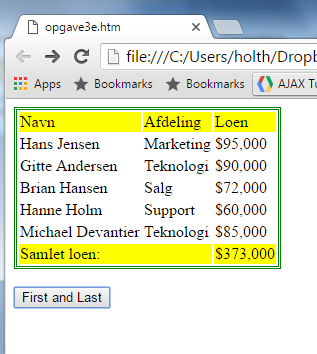 opgave3e.htm
file:///C:/Users/holth/Dropb
Apps Bookmarks Bookmarks AJAX Tu
Navn Afdeling Loen
Hans Jensen Marketing $95,000
Gitte Andersen Teknologi $90,000
Brian Hansen Salg $72,000
Hanne Holm Support $60,000
Michael Devantier Teknologi $85,000
Samlet loen: $373,000
First and Last